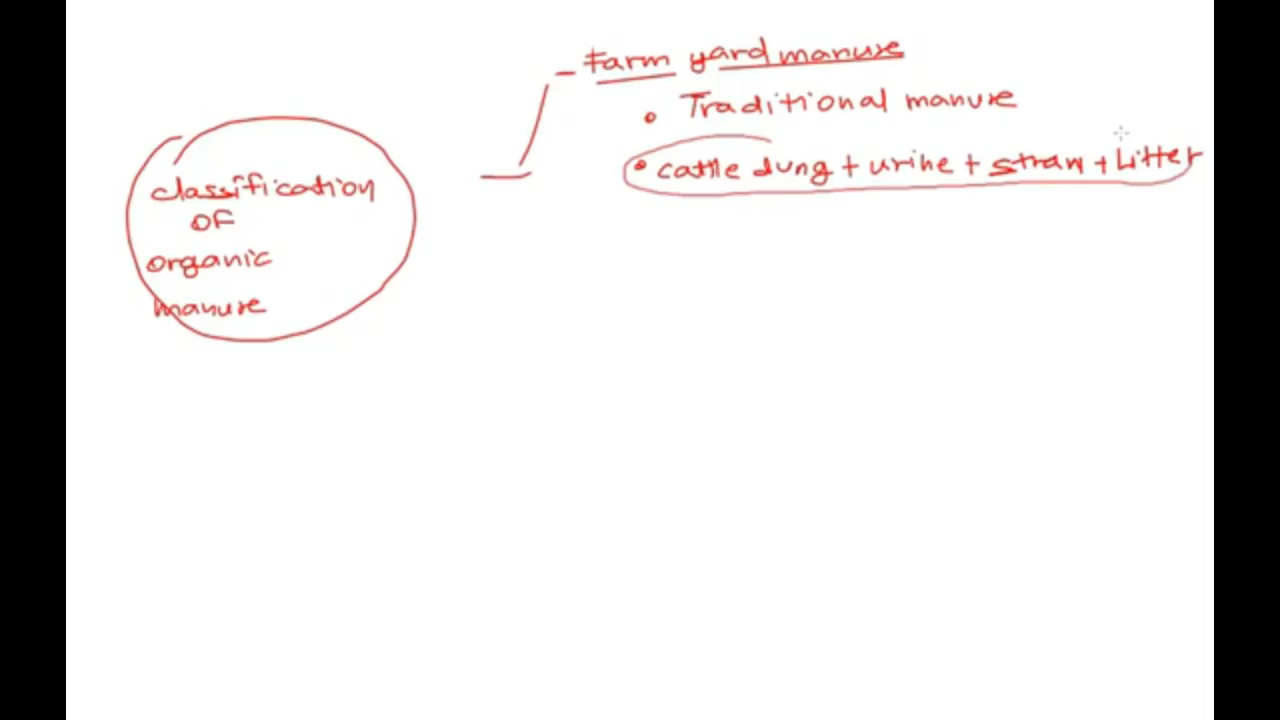 Farm yard manure
• Traditional manure
• cattle dung + urine + straw + Litter
classification
OF
organic
manure